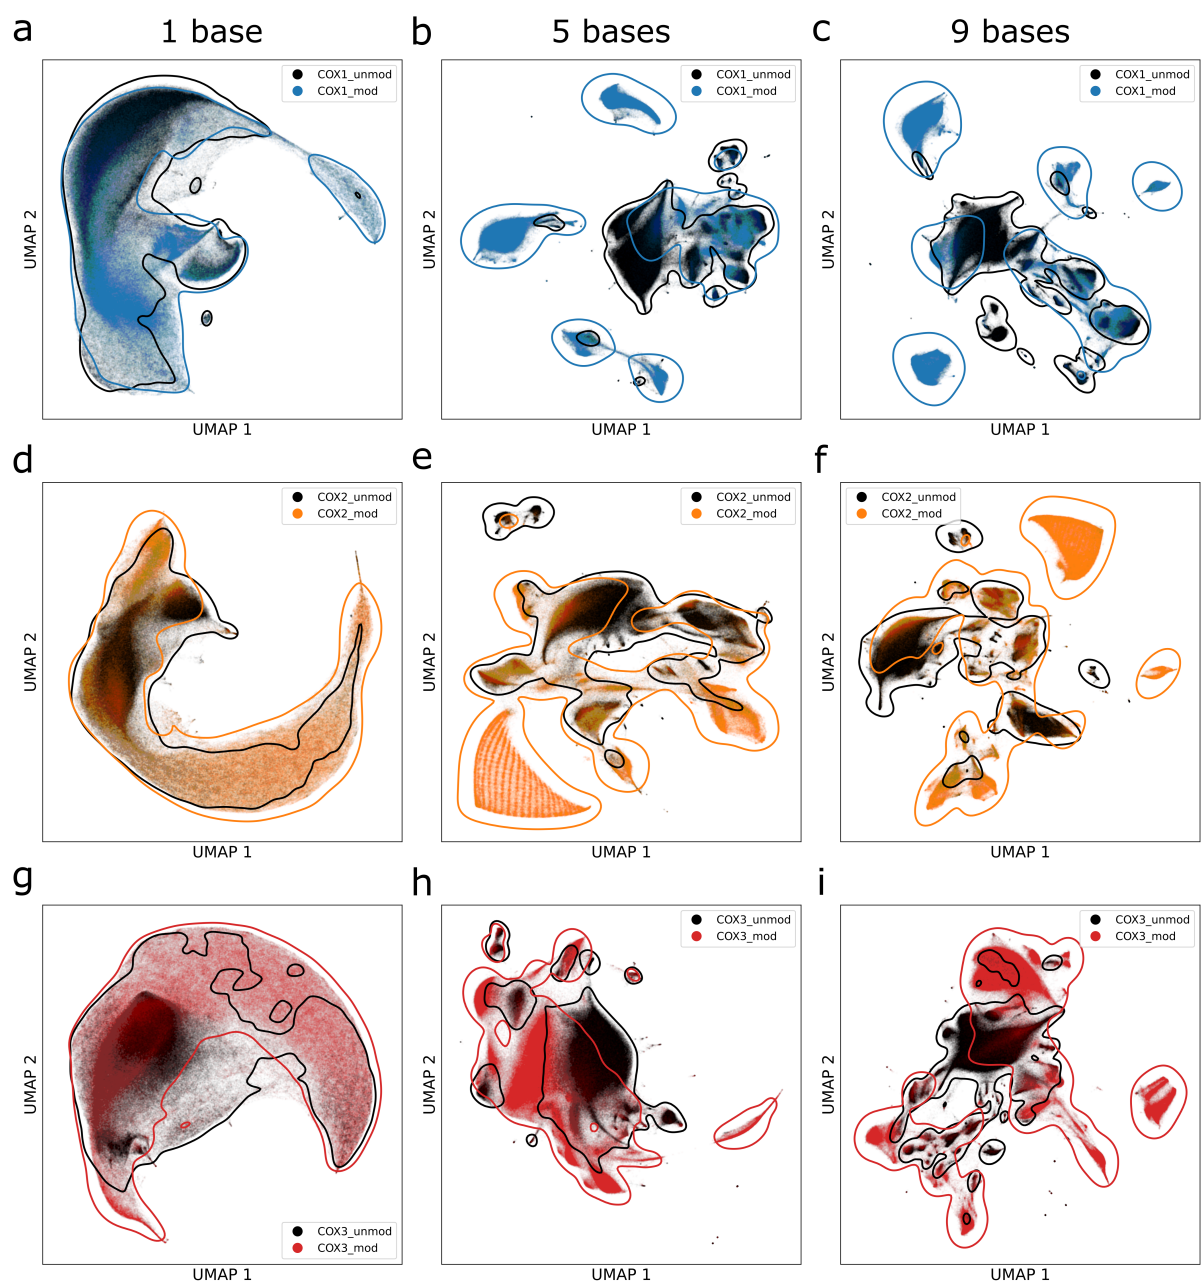 a 1 base b 5 bases c 9 bases
COX1_unmod
COX1_mod
COX1_unmod
COX1_mod
COX1_unmod
COX1_mod
UMAP 2
UMAP 2
UMAP 2
UMAP 1
UMAP 1
UMAP 1
d e f
COX2_unmod
COX2_mod
COX2_unmod
COX2_mod
COX2_unmod
COX2_mod
UMAP 2
UMAP 2
UMAP 2
UMAP 1
UMAP 1
UMAP 1
g h i
COX3_unmod
COX3_mod
COX3_unmod
COX3_mod
COX3_unmod
COX3_mod
UMAP 2
UMAP 2
UMAP 2
UMAP 1
UMAP 1
UMAP 1